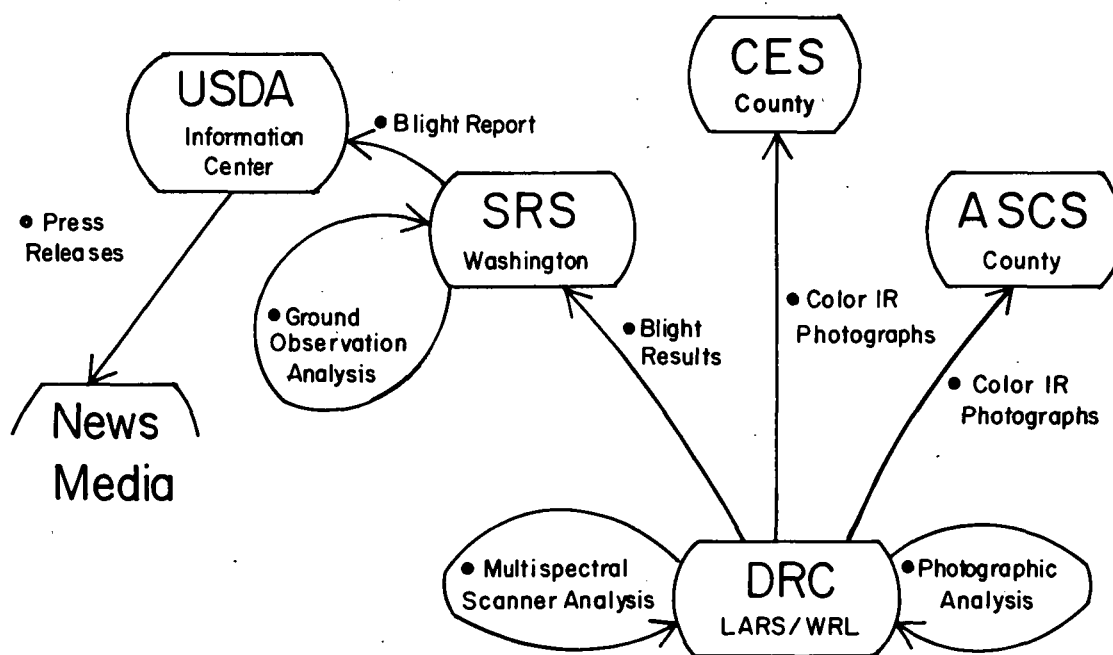 USDA
Information
Center
● Blight Report
● Press
Releases
SRS
Washington
● Ground
Observation
Analysis
News
Media
CES
County
ASCS
County
● Color IR
Photographs
● Color IR
Photographs
● Blight
Results
● Multispectral
Scanner Analysis
DRC
LARS/WRL
● Photographic
Analysis